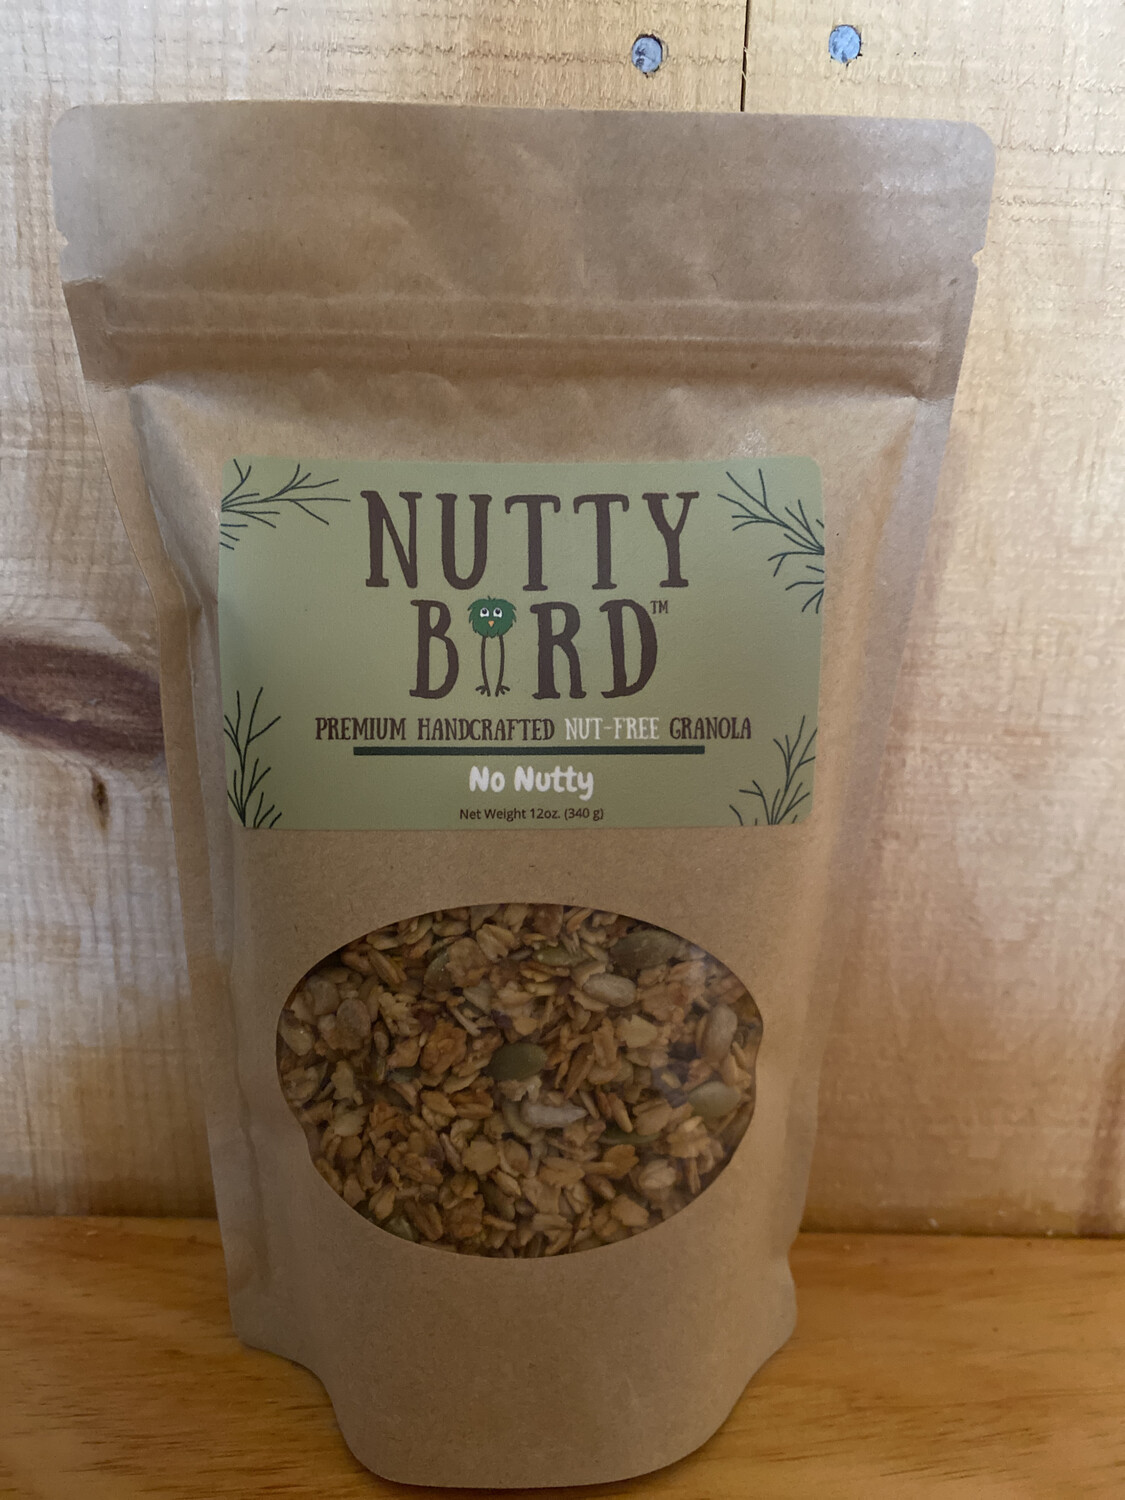 NUTTY
BIRD™
PREMIUM HANDCRAFTED NUT-FREE GRANOLA
No Nutty
Net Weight 12oz. (340 g)